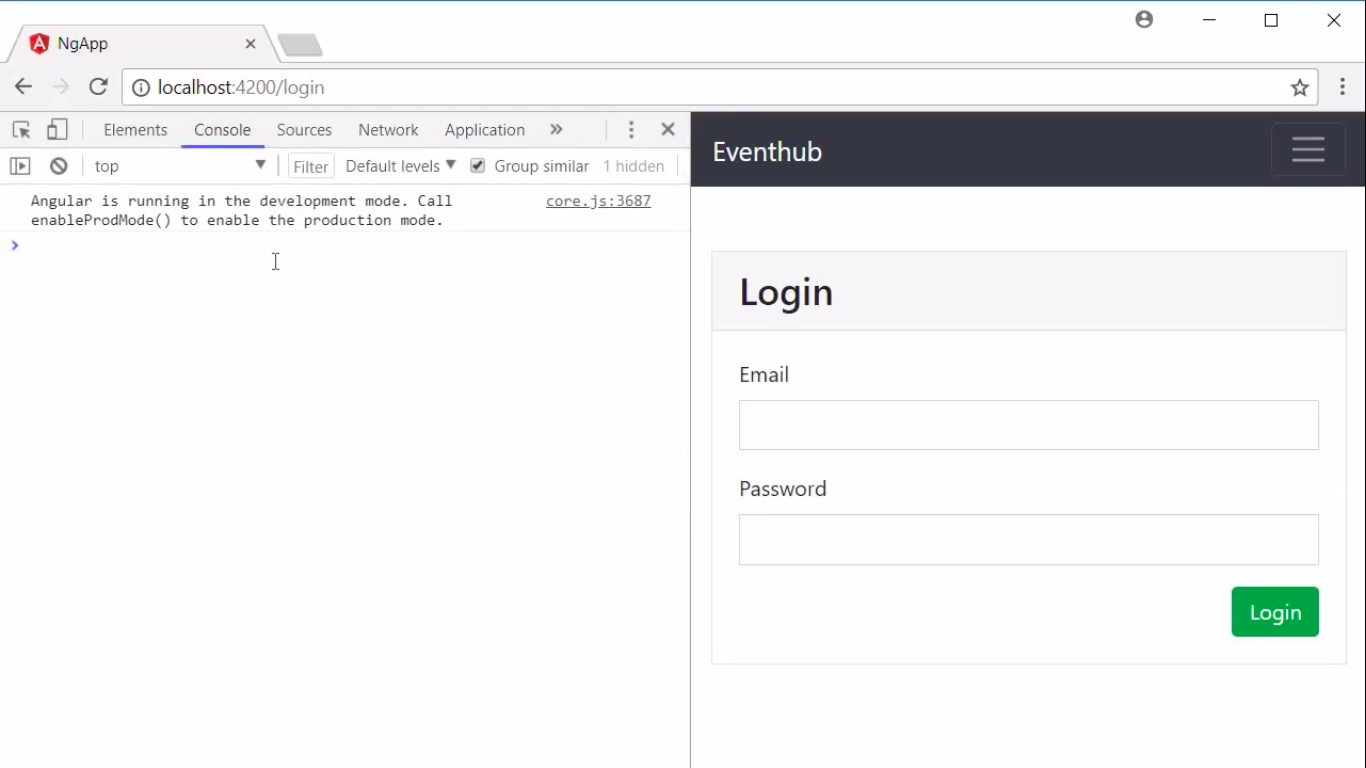 NgApp
localhost:4200/login
Elements Console Sources Network Application »
top Filter Default levels Group similar 1 hidden
Angular is running in the development mode. Call core.js:3687
enableProdMode() to enable the production mode.
Eventhub
Login
Email
Password
Login